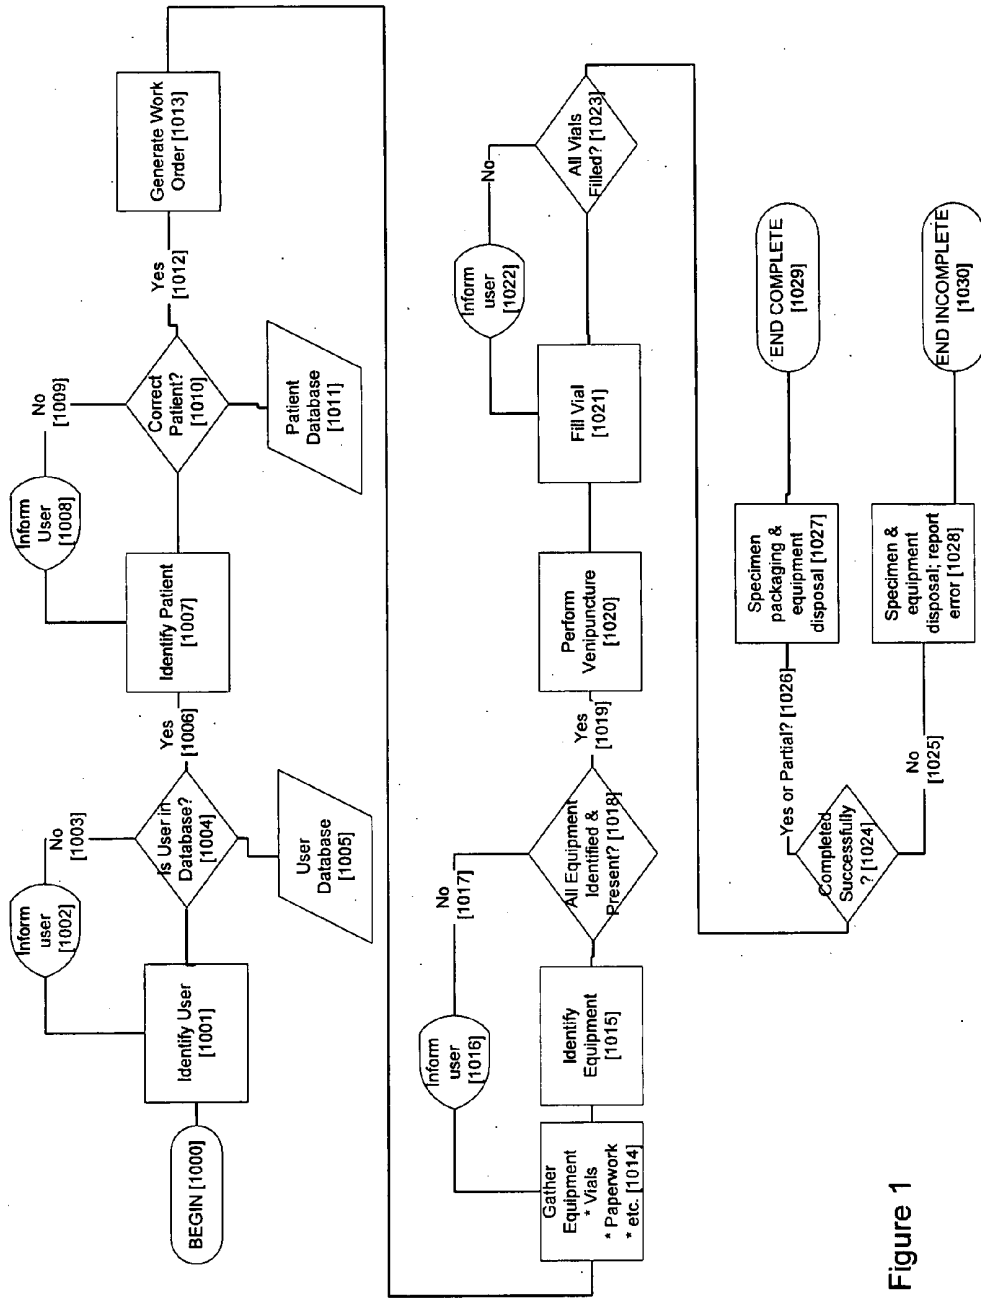 BEGIN [1000]
Identify User
[1001]
Inform
user
[1002]
No
[1003]
Is User in
Database?
[1004]
User
Database
[1005]
Yes
[1006]
Identify Patient
[1007]
Inform
User
[1008]
No
[1009]
Correct
Patient?
[1010]
Patient
Database
[1011]
Yes
[1012]
Generate Work
Order [1013]
Gather
Equipment
* Vials
* Paperwork
* etc. [1014]
Identify
Equipment
[1015]
Inform
user
[1016]
No
[1017]
All Equipment
Identified &
Present? [1018]
Yes
[1019]
Perform
Venipuncture
[1020]
Fill Vial
[1021]
Inform
user
[1022]
No
All Vials
Filled? [1023]
Completed
Successfully
? [1024]
Yes or Partial? [1026]
No
[1025]
Specimen
packaging &
equipment
disposal [1027]
Specimen &
equipment
disposal; report
error [1028]
END COMPLETE
[1029]
END INCOMPLETE
[1030]
Figure 1